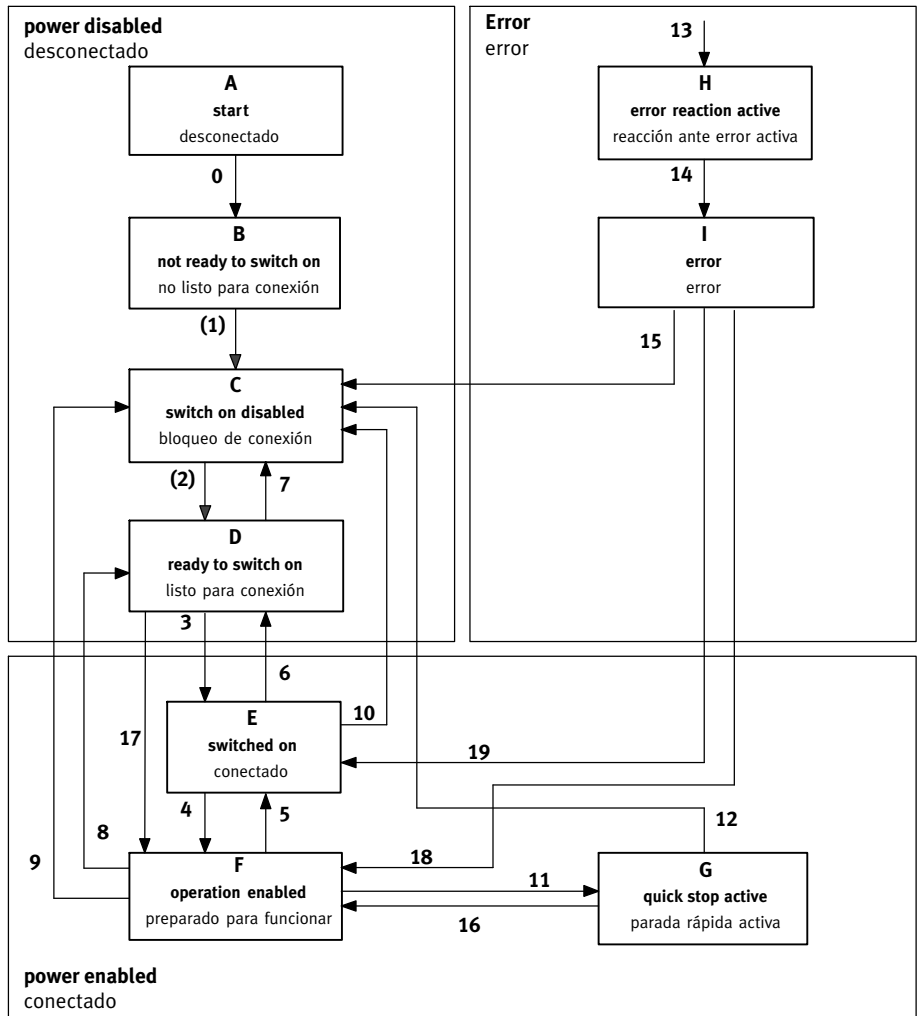 power disabled
desconectado
A
start
desconectado
0
B
not ready to switch on
no listo para conexión
(1)
C
switch on disabled
bloqueo de conexión
(2)
7
D
ready to switch on
listo para conexión
3
Error
error
13
H
error reaction active
reacción ante error activa
14
I
error
error
15
6
10
E
switched on
conectado
17
19
4
5
12
8
9
18
F
operation enabled
preparado para funcionar
11
16
G
quick stop active
parada rápida activa
power enabled
conectado